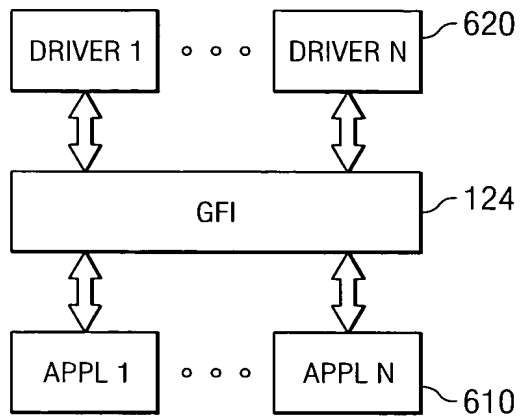 DRIVER 1 ° ° ° DRIVER N 620
GFI 124
APPL 1 ° ° ° APPL N 610